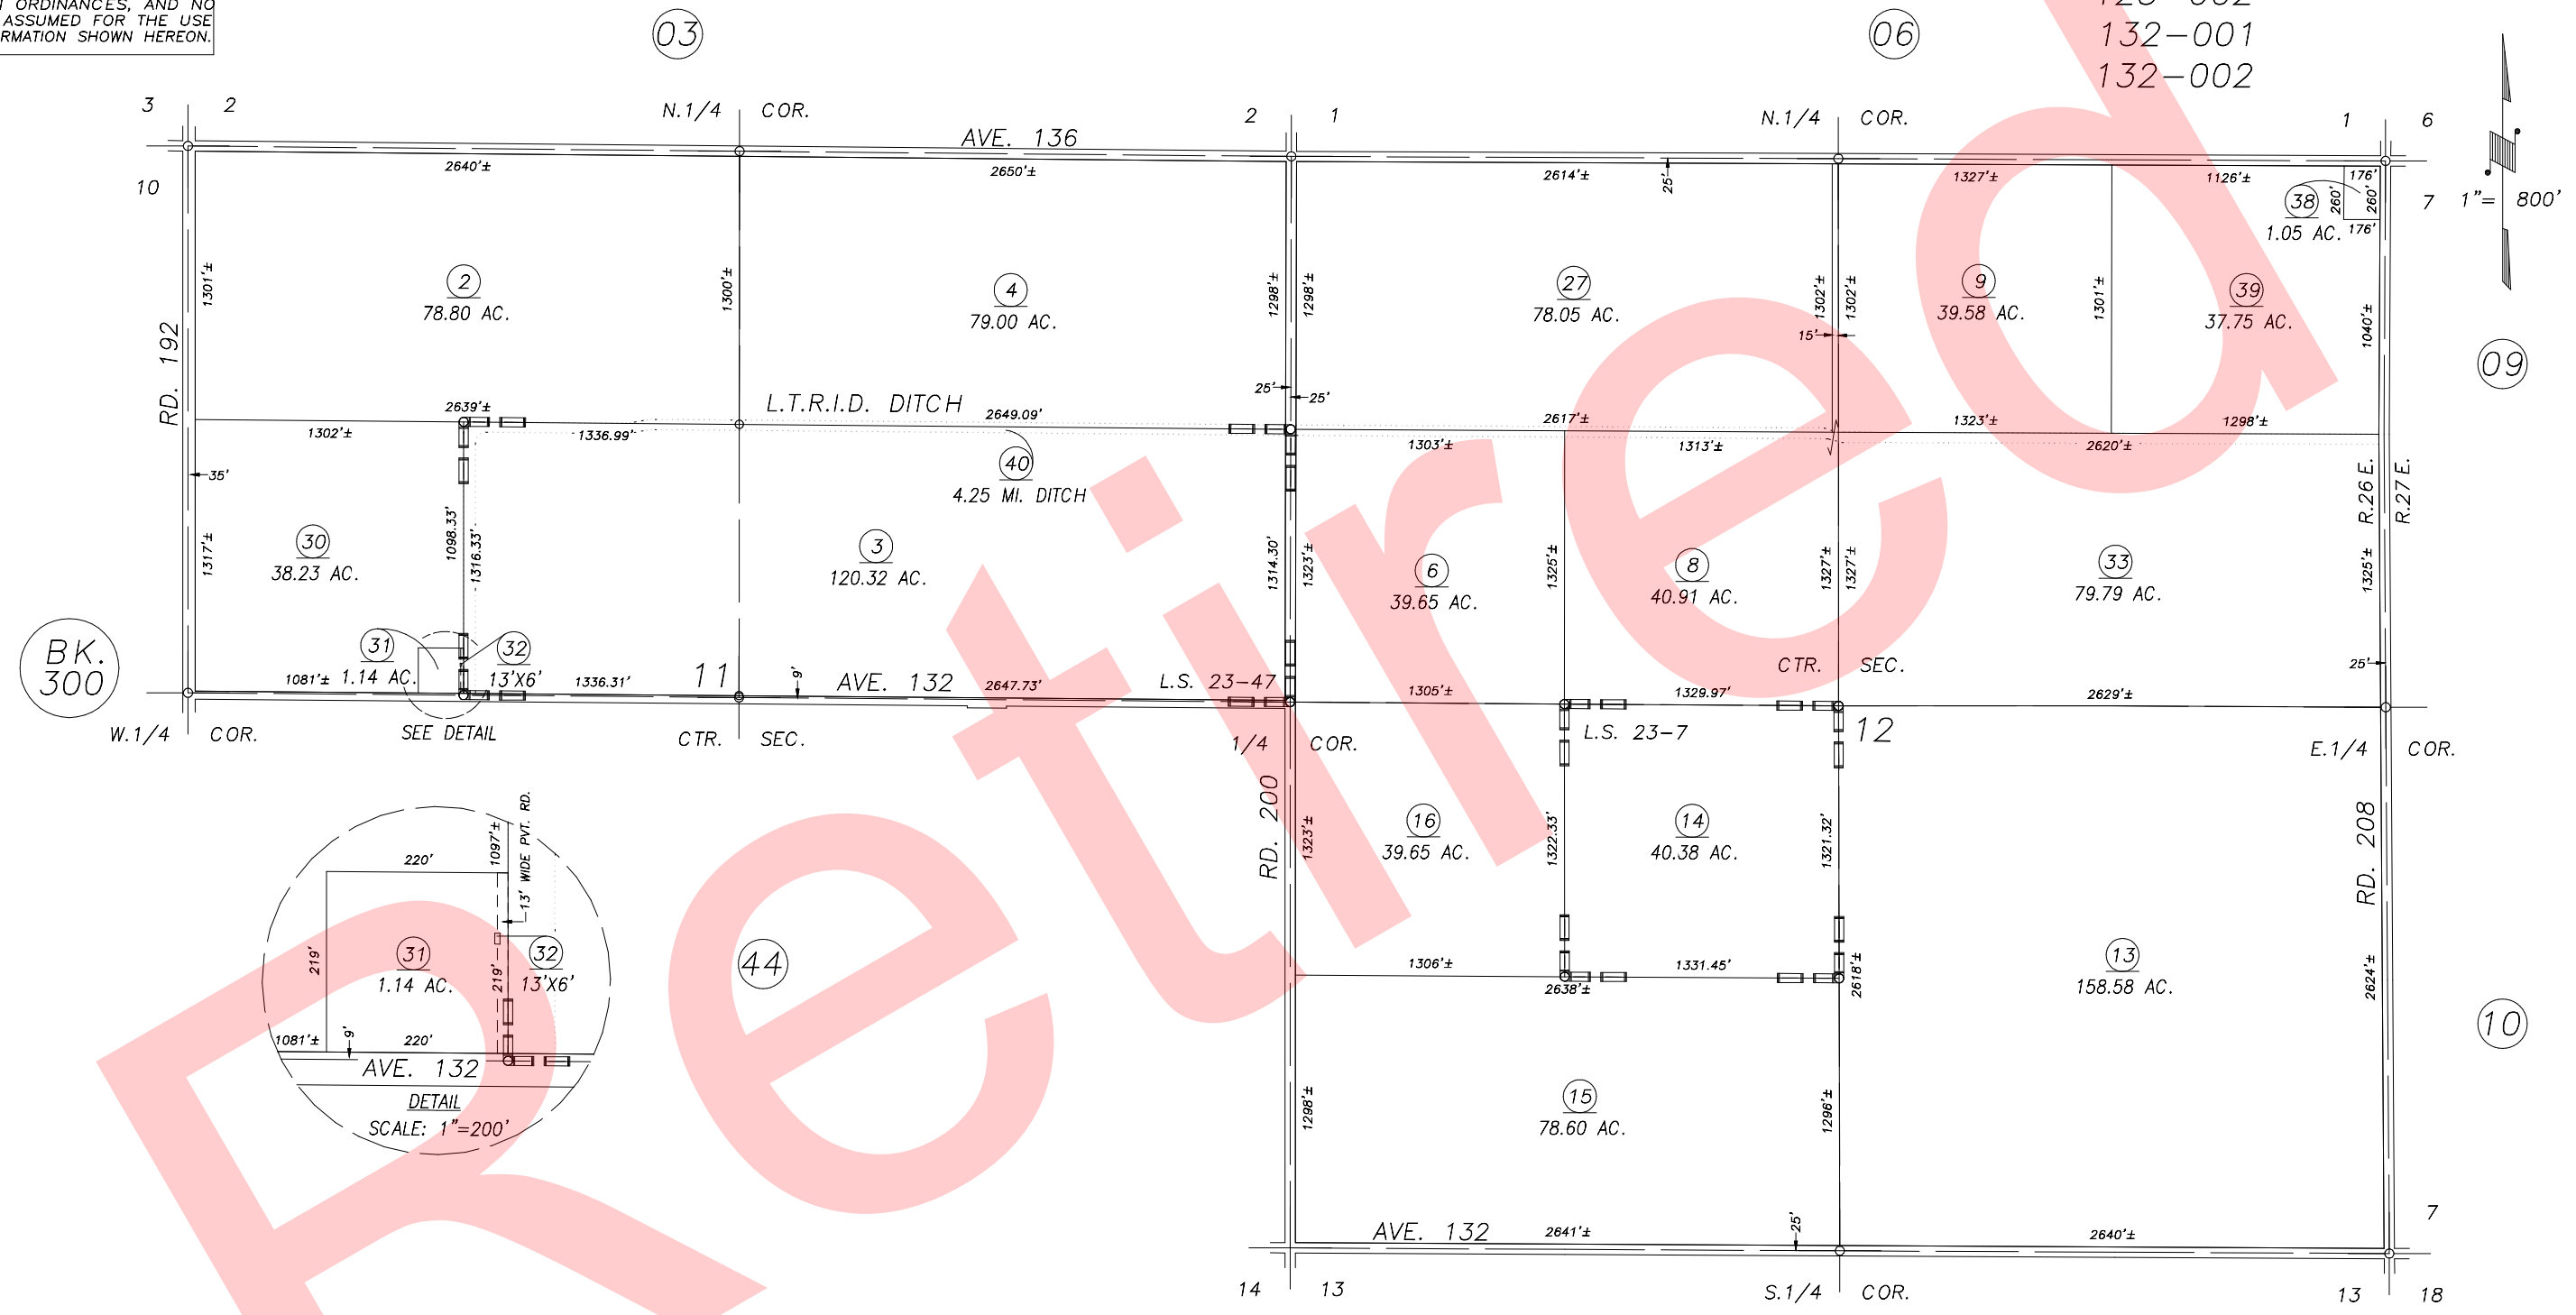 ORDINANCES, AND NO
ASSUMED FOR THE USE
RMATION SHOWN HEREON.
03
06
132-001
132-002
3 2
N.1/4 COR.
AVE. 136
2 1
N.1/4 COR.
1 6
2640'±
2650'±
2614'±
25'
1327'±
1126'±
176'
10
7
1"= 800'
38
260'
260'
1.05 AC.
176'
1301'±
2
78.80 AC.
1300'±
4
79.00 AC.
1298'±
1298'±
27
78.05 AC.
1302'±
1302'±
15'
9
39.58 AC.
1301'±
39
37.75 AC.
1040'±
RD. 192
09
25'
25'
2639'±
L.T.R.I.D. DITCH
2649.09'
2617'±
1323'±
1298'±
1302'±
1336.99'
1303'±
1313'±
2620'±
40
4.25 MI. DITCH
35'
R.26 E.
R.27 E.
1317'±
30
38.23 AC.
1098.33'
1316.33'
3
120.32 AC.
1314.30'
1323'±
6
39.65 AC.
1325'±
8
40.91 AC.
1327'±
1327'±
33
79.79 AC.
1325'±
BK.
300
31
1.14 AC.
32
13'X6'
1081'±
1336.31'
11
9'
AVE. 132
2647.73'
L.S. 23-47
CTR. SEC.
25'
1305'±
1329.97'
2629'±
W.1/4 COR.
SEE DETAIL
CTR. SEC.
1/4 COR.
L.S. 23-7
12
E.1/4 COR.
RD. 200
1323'±
16
39.65 AC.
1322.33'
14
40.38 AC.
1321.32'
RD. 208
220'
1097'±
13' WIDE PVT. RD.
219'
31
1.14 AC.
219'
32
13'X6'
1081'±
9'
220'
AVE. 132
DETAIL
SCALE: 1"=200'
44
1306'±
1331.45'
2638'±
2618'±
13
158.58 AC.
2624'±
10
1298'±
15
78.60 AC.
1296'±
AVE. 132
2641'±
25'
2640'±
7
14 13
S.1/4 COR.
13 18
Retired